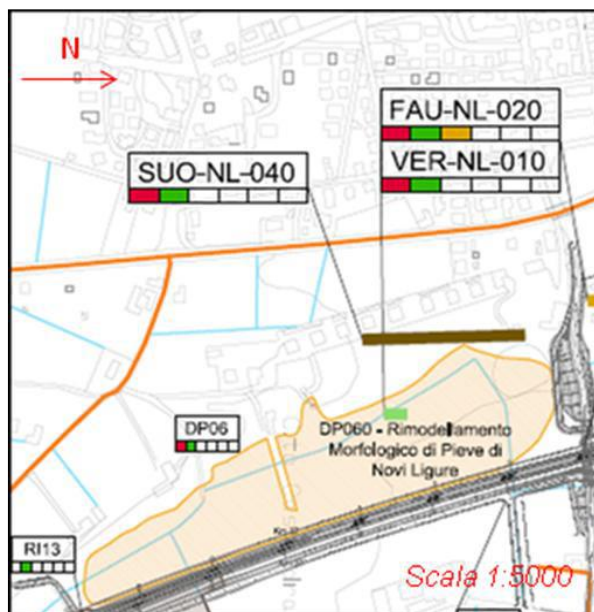 N
FAU-NL-020
VER-NL-010
SUO-NL-040
DP06
DP060 - Rimodellamento
Morfologico di Pieve di
Novi Ligure
RI13
Scala 1:5000